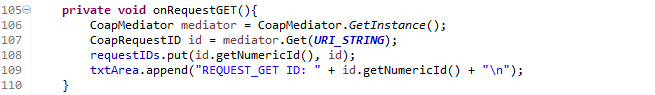 105 private void onRequestGET(){
106 CoapMediator mediator = CoapMediator.GetInstance();
107 CoapRequestID id = mediator.Get(URI_STRING);
108 requestIDs.put(id.getNumericId(), id);
109 txtArea.append("REQUEST_GET ID: " + id.getNumericId() + "\n");
110 }